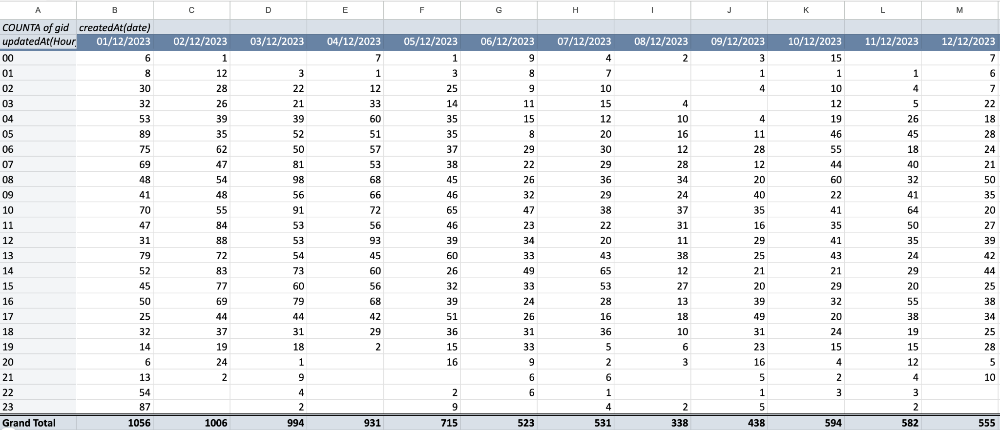 A B C D E F G H I J K L M
COUNTA of gid createdAt(date)
updatedAt(Hour) 01/12/2023 02/12/2023 03/12/2023 04/12/2023 05/12/2023 06/12/2023 07/12/2023 08/12/2023 09/12/2023 10/12/2023 11/12/2023 12/12/2023
00 6 1 7 1 9 4 2 3 15 7
01 8 12 3 1 3 8 7 1 1 1 6
02 30 28 22 12 25 9 10 4 10 4 7
03 32 26 21 33 14 11 15 4 12 5 22
04 53 39 39 60 35 15 12 10 4 19 26 18
05 89 35 52 51 35 8 20 16 11 46 45 28
06 75 62 50 57 37 29 30 12 28 55 18 24
07 69 47 81 53 38 22 29 28 12 44 40 21
08 48 54 98 68 45 26 36 34 20 60 32 50
09 41 48 56 66 46 32 29 24 40 22 41 35
10 70 55 91 72 65 47 38 37 35 41 64 20
11 47 84 53 56 46 23 22 31 16 35 50 27
12 31 88 53 93 39 34 20 11 29 41 35 39
13 79 72 54 45 60 33 43 38 25 43 24 42
14 52 83 73 60 26 49 65 12 21 21 29 44
15 45 77 60 56 32 33 53 27 20 29 20 25
16 50 69 79 68 39 24 28 13 39 32 55 38
17 25 44 44 42 51 26 16 18 49 20 38 34
18 32 37 31 29 36 31 36 10 31 24 19 25
19 14 19 18 2 15 33 5 6 23 15 15 28
20 6 24 1 16 9 2 3 16 4 12 5
21 13 2 9 6 6 5 2 4 10
22 54 4 2 6 1 1 3 3
23 87 2 9 4 2 5 2
Grand Total 1056 1006 994 931 715 523 531 338 438 594 582 555